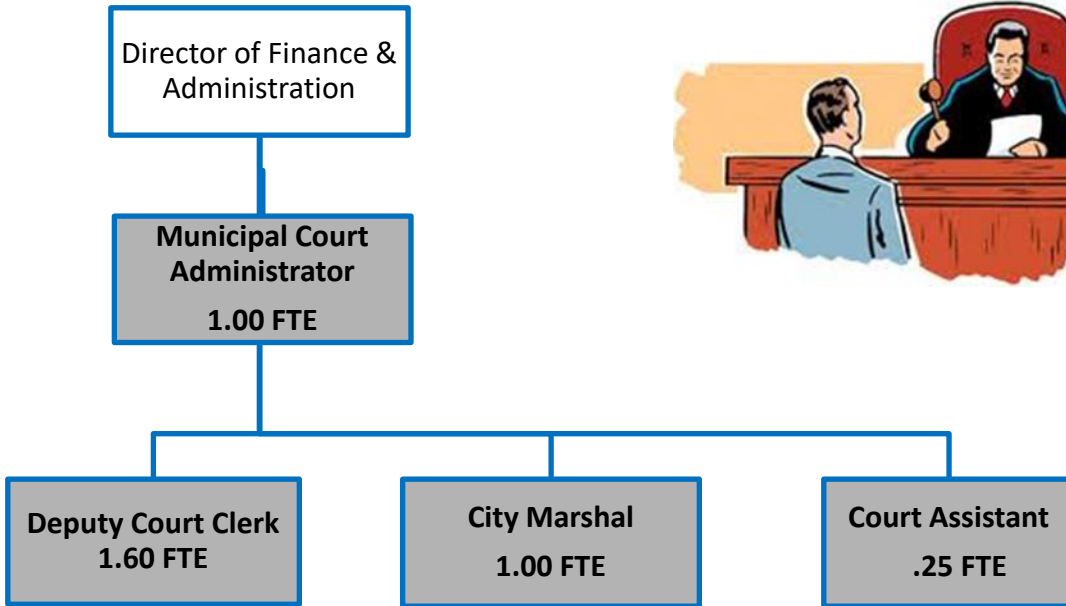 Director of Finance &
Administration
Municipal Court
Administrator
1.00 FTE
Deputy Court Clerk
1.60 FTE
City Marshal
1.00 FTE
Court Assistant
.25 FTE